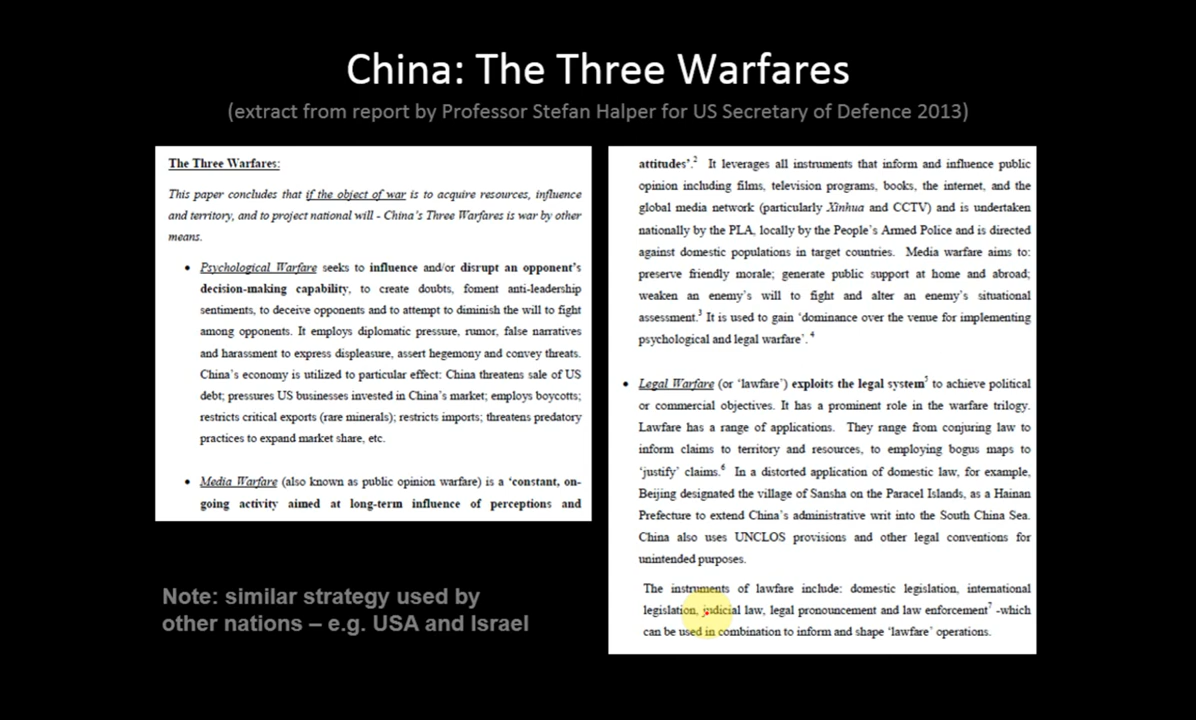 China: The Three Warfares
(extract from report by Professor Stefan Halper for US Secretary of Defence 2013)
The Three Warfares:
This paper concludes that if the object of war is to acquire resources, influence
and territory, and to project national will - China's Three Warfares is war by other
means.
• Psychological Warfare seeks to influence and/or disrupt an opponent's
decision-making capability, to create doubts, foment anti-leadership
sentiments, to deceive opponents and to attempt to diminish the will to fight
among opponents. It employs diplomatic pressure, rumor, false narratives
and harassment to express displeasure, assert hegemony and convey threats.
China's economy is utilized to particular effect: China threatens sale of US
debt; pressures US businesses invested in China's market; employs boycotts;
restricts critical exports (rare minerals); restricts imports; threatens predatory
practices to expand market share, etc.
• Media Warfare (also known as public opinion warfare) is a 'constant, on-
going activity aimed at long-term influence of perceptions and
attitudes'.2 It leverages all instruments that inform and influence public
opinion including films, television programs, books, the internet, and the
global media network (particularly Xinhua and CCTV) and is undertaken
nationally by the PLA, locally by the People's Armed Police and is directed
against domestic populations in target countries. Media warfare aims to:
preserve friendly morale; generate public support at home and abroad;
weaken an enemy's will to fight and alter an enemy's situational
assessment.3 It is used to gain 'dominance over the venue for implementing
psychological and legal warfare'. 4
• Legal Warfare (or 'lawfare') exploits the legal system5 to achieve political
or commercial objectives. It has a prominent role in the warfare trilogy.
Lawfare has a range of applications. They range from conjuring law to
inform claims to territory and resources, to employing bogus maps to
'justify' claims.6 In a distorted application of domestic law, for example,
Beijing designated the village of Sansha on the Paracel Islands, as a Hainan
Prefecture to extend China's administrative writ into the South China Sea.
China also uses UNCLOS provisions and other legal conventions for
unintended purposes.
The instruments of lawfare include: domestic legislation, international
legislation, judicial law, legal pronouncement and law enforcement7 -which
can be used in combination to inform and shape 'lawfare' operations.
Note: similar strategy used by
other nations – e.g. USA and Israel